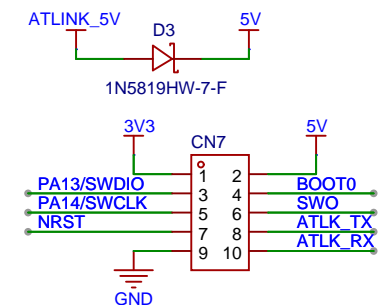 ATLINK_5V
D3
5V
1N5819HW-7-F
3V3
CN7
5V
1 2
PA13/SWDIO 3 4 BOOT0
PA14/SWCLK 5 6 SWO
NRST 7 8 ATLK_TX
9 10 ATLK_RX
GND